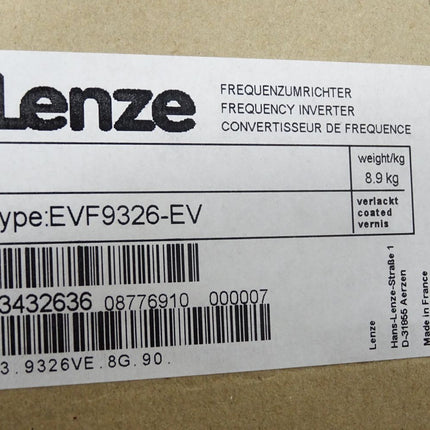 Lenze
FREQUENZUMRICHTER
FREQUENCY INVERTER
CONVERTISSEUR DE FREQUENCE
weight/kg
8.9 kg
ype:EVF9326-EV
verlackt
coated
vernis
3432636 08776910 000007
3.9326VE.8G.90.
Lenze
Hans-Lenze-Straße 1
D-31855 Aerzen
Made in France